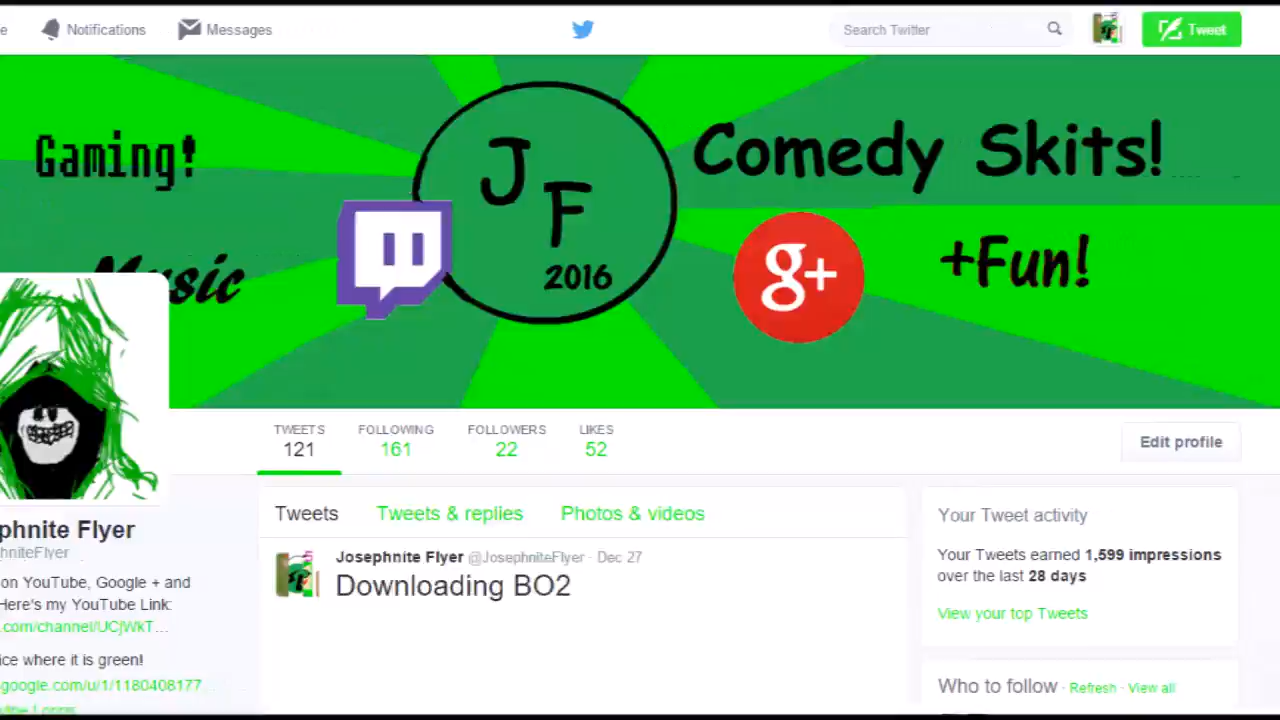 e Notifications Messages Search Twitter Tweet
Gaming!
J F
2016
Comedy Skits!
Music
g+
+Fun!
TWEETS FOLLOWING FOLLOWERS LIKES
121 161 22 52
Edit profile
phnite Flyer
hniteFlyer
on YouTube, Google + and
Here's my YouTube Link:
.com/channel/UCjWkT...
ice where it is green!
google.com/u/1/1180408177
Tweets Tweets & replies Photos & videos
Josephnite Flyer @JosephniteFlyer · Dec 27
Downloading BO2
Your Tweet activity
Your Tweets earned 1,599 impressions
over the last 28 days
View your top Tweets
Who to follow · Refresh · View all